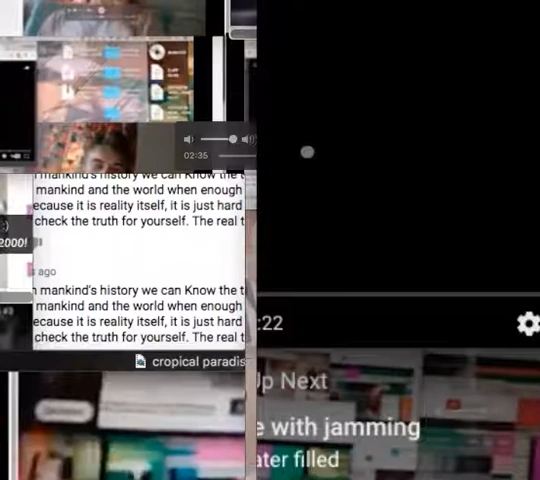 02:35
mankind's history we can Know the t
mankind and the world when enough
ecause it is reality itself, it is just hard
check the truth for yourself. The real t
2000!
ago
mankind's history we can Know the t
mankind and the world when enough
ecause it is reality itself, it is just hard
check the truth for yourself. The real t
cropical paradis
:22
Up Next
e with jamming
ater filled